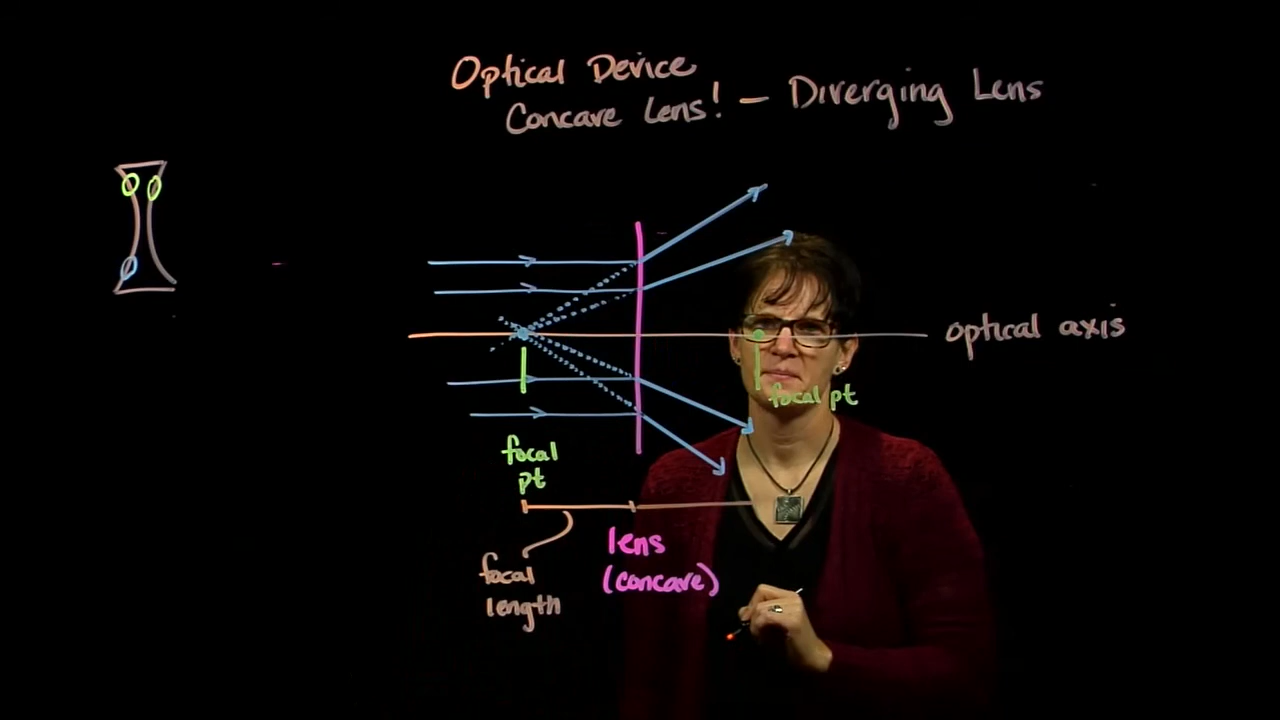 Optical Device
Concave Lens! - Diverging Lens
optical axis
focal pt
focal
pt
lens
(concave)
focal
length